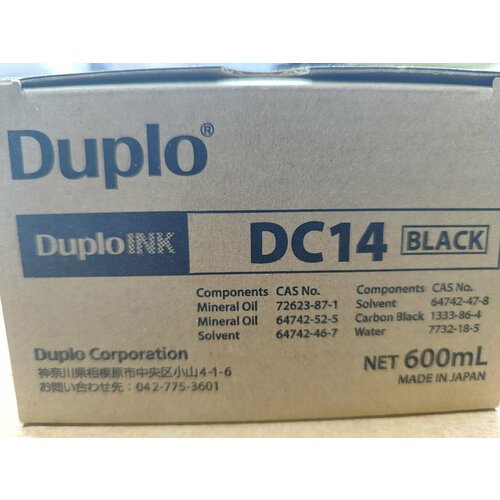 Duplo®
DuploINK DC14 BLACK
Components CAS No. Components CAS No.
Mineral Oil 72623-87-1 Solvent 64742-47-8
Mineral Oil 64742-52-5 Carbon Black 1333-86-4
Solvent 64742-46-7 Water 7732-18-5
Duplo Corporation
神奈川県相模原市中央区小山4-1-6
お問い合わせ先：042-775-3601
NET 600mL
MADE IN JAPAN